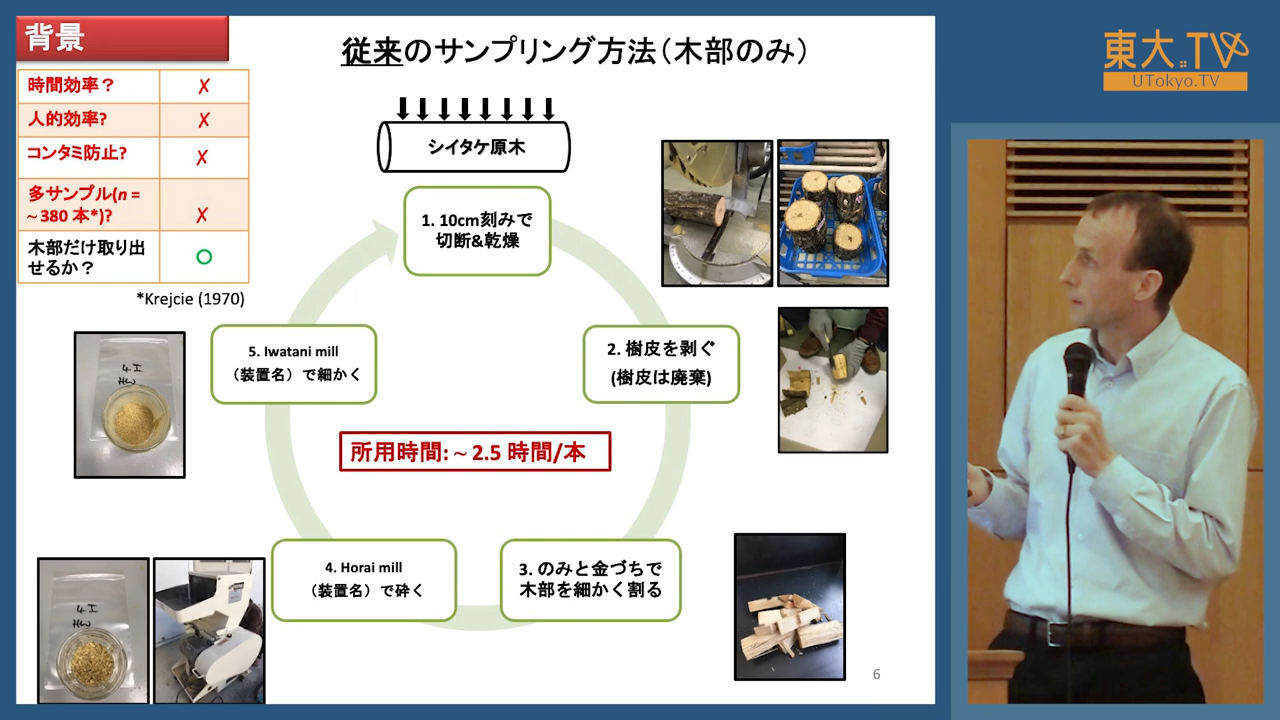 背景
従来のサンプリング方法（木部のみ）
東大.TV
UTokyo.TV
時間効率？ ✗
人的効率? ✗
コンタミ防止? ✗
多サンプル(n =
~ 380 本*)? ✗
木部だけ取り出
せるか？ ○
*Krejcie (1970)
シイタケ原木
1. 10cm刻みで
切断&乾燥
2. 樹皮を剥ぐ
(樹皮は廃棄)
3. のみと金づちで
木部を細かく割る
4. Horai mill
（装置名）で砕く
5. Iwatani mill
（装置名）で細かく
所用時間: ~ 2.5 時間/本
4 I
HW
4 I
HW
6